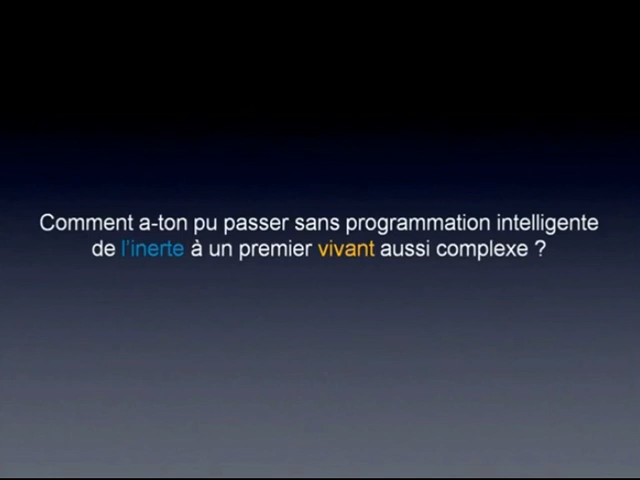 Comment a-ton pu passer sans programmation intelligente
de l'inerte à un premier vivant aussi complexe ?